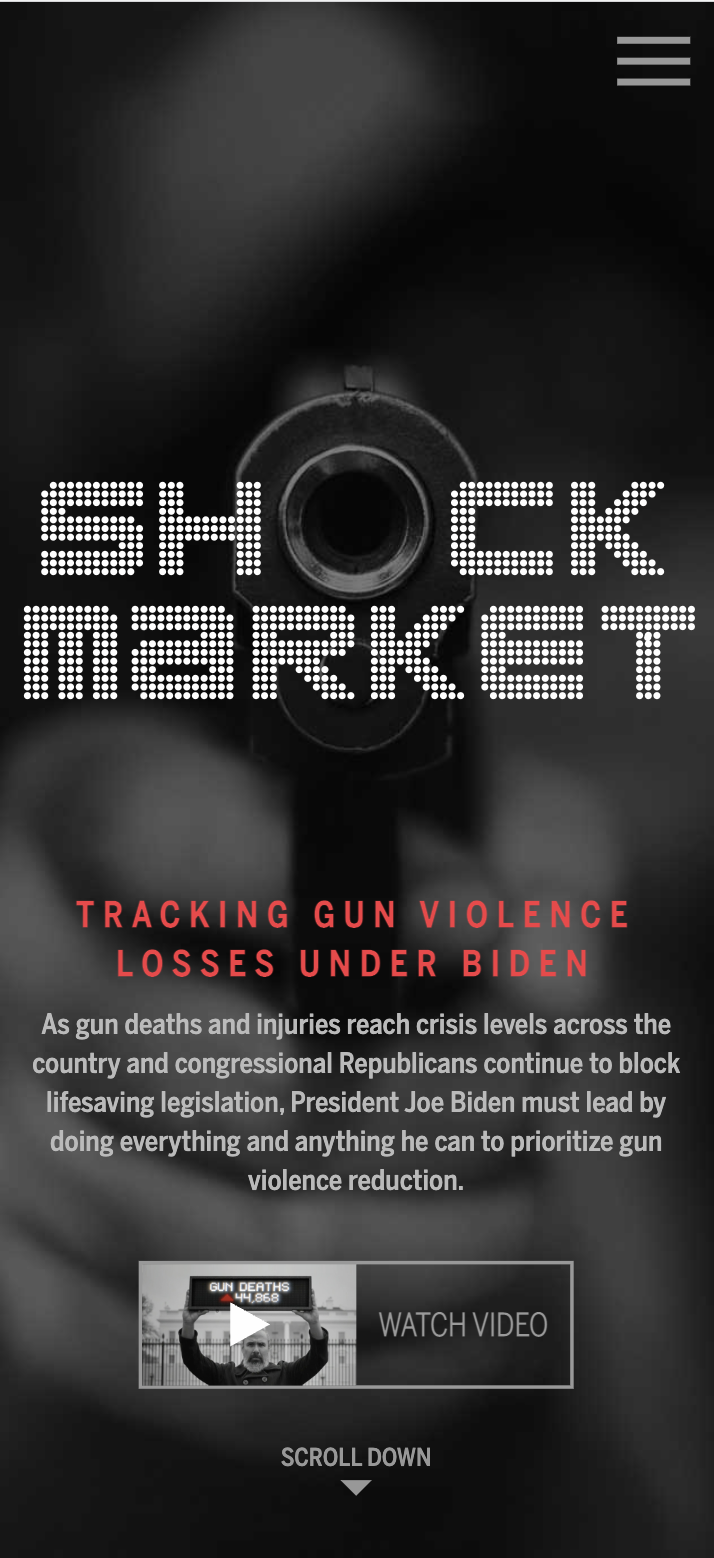 SHOCK
MARKET
TRACKING GUN VIOLENCE
LOSSES UNDER BIDEN
As gun deaths and injuries reach crisis levels across the
country and congressional Republicans continue to block
lifesaving legislation, President Joe Biden must lead by
doing everything and anything he can to prioritize gun
violence reduction.
GUN DEATHS
44,868
WATCH VIDEO
SCROLL DOWN